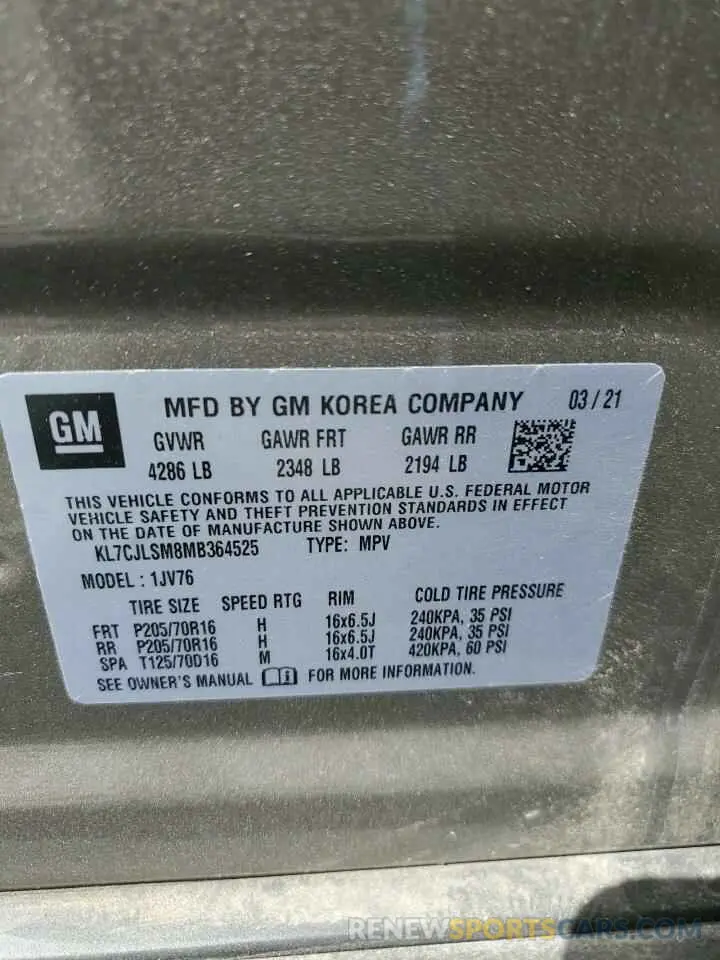 GM
MFD BY GM KOREA COMPANY 03/21
GVWR GAWR FRT GAWR RR
4286 LB 2348 LB 2194 LB
THIS VEHICLE CONFORMS TO ALL APPLICABLE U.S. FEDERAL MOTOR
VEHICLE SAFETY AND THEFT PREVENTION STANDARDS IN EFFECT
ON THE DATE OF MANUFACTURE SHOWN ABOVE.
KL7CJLSM8MB364525 TYPE: MPV
MODEL : 1JV76
TIRE SIZE SPEED RTG RIM COLD TIRE PRESSURE
FRT P205/70R16 H 16x6.5J 240KPA, 35 PSI
RR P205/70R16 H 16x6.5J 240KPA, 35 PSI
SPA T125/70D16 M 16x4.0T 420KPA, 60 PSI
SEE OWNER'S MANUAL FOR MORE INFORMATION.
RENEWSPORTSCARS.COM